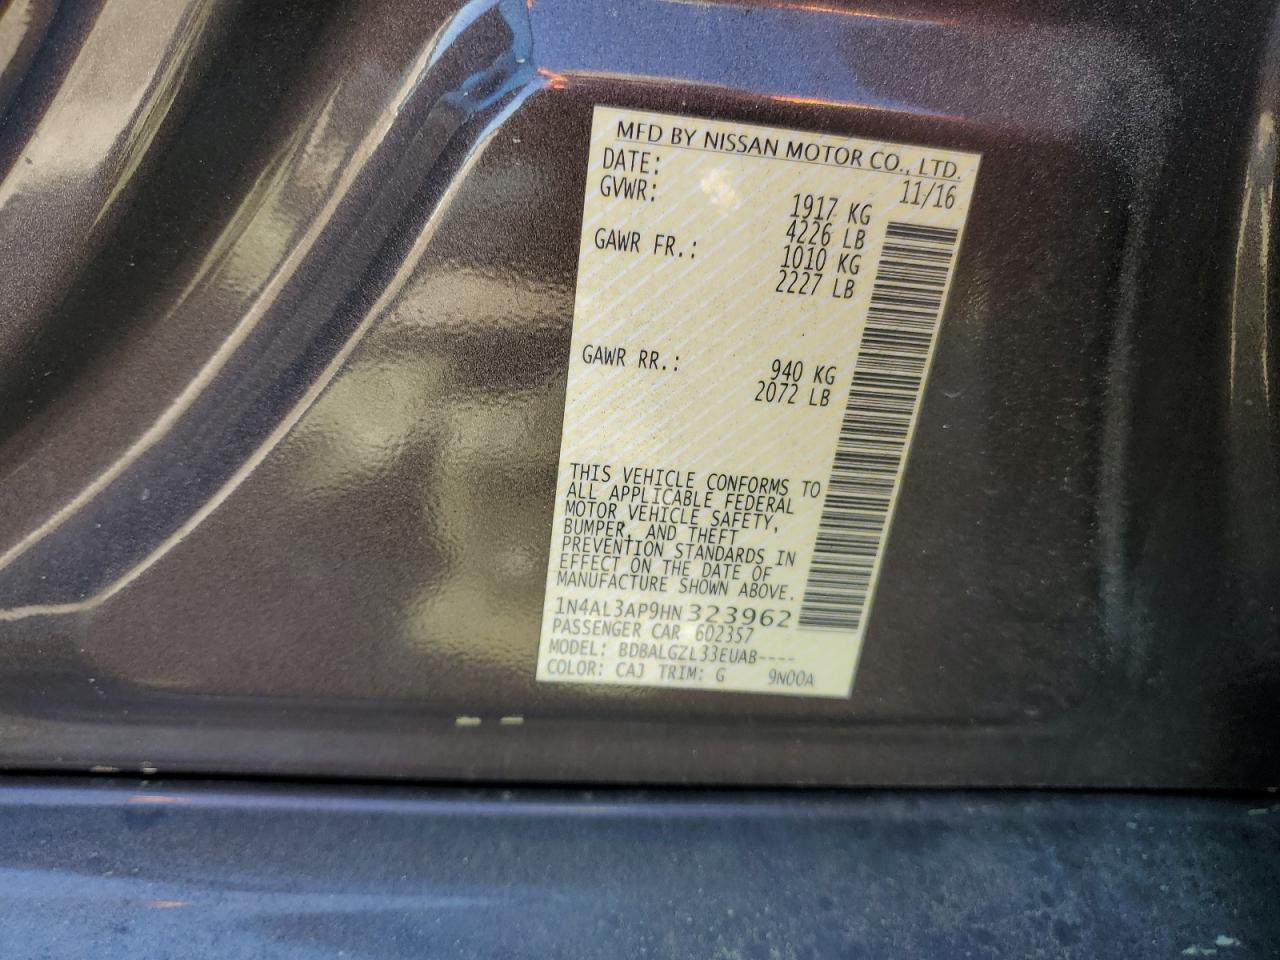 MFD BY NISSAN MOTOR CO., LTD.
DATE: 11/16
GVWR: 1917 KG
4226 LB
GAWR FR.: 1010 KG
2227 LB
GAWR RR.: 940 KG
2072 LB
THIS VEHICLE CONFORMS TO
ALL APPLICABLE FEDERAL
MOTOR VEHICLE SAFETY,
BUMPER, AND THEFT
PREVENTION STANDARDS IN
EFFECT ON THE DATE OF
MANUFACTURE SHOWN ABOVE.
1N4AL3AP9HN323962
PASSENGER CAR 602357
MODEL: BDBALGZL33EUAB----
COLOR: CAJ TRIM: G 9N00A